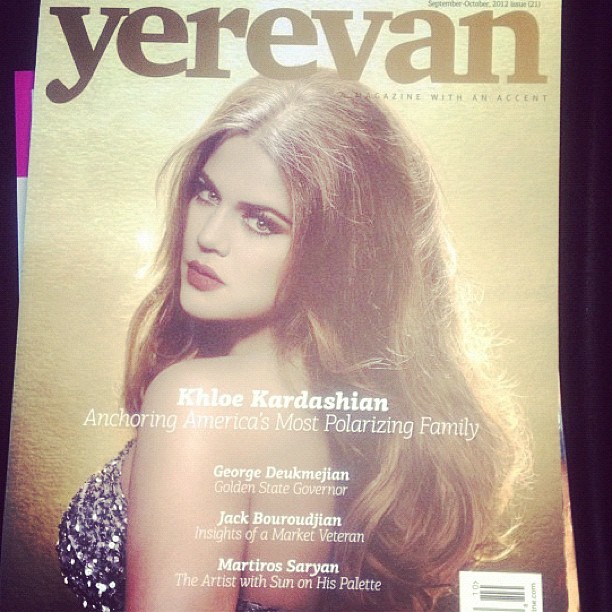 September-October, 2012 Issue (21)
yerevan
A MAGAZINE WITH AN ACCENT
Khloe Kardashian
Anchoring America's Most Polarizing Family
George Deukmejian
Golden State Governor
Jack Bouroudjian
Insights of a Market Veteran
Martiros Saryan
The Artist with Sun on His Palette